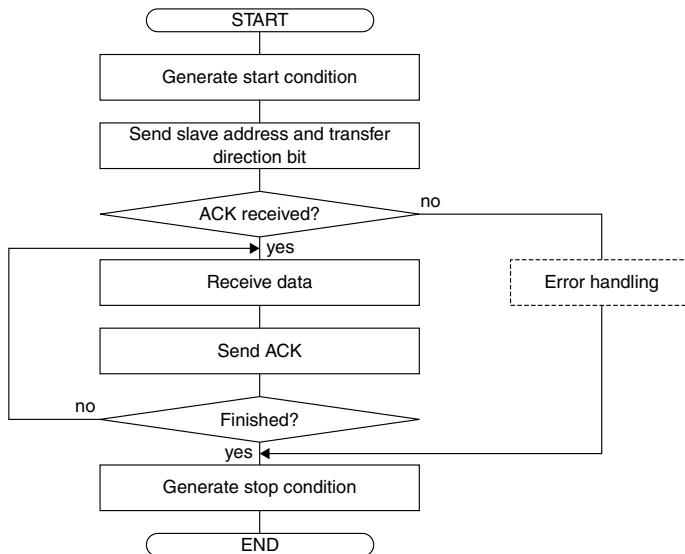 START
Generate start condition
Send slave address and transfer
direction bit
ACK received?
no
yes
Receive data
Error handling
Send ACK
no
Finished?
yes
Generate stop condition
END